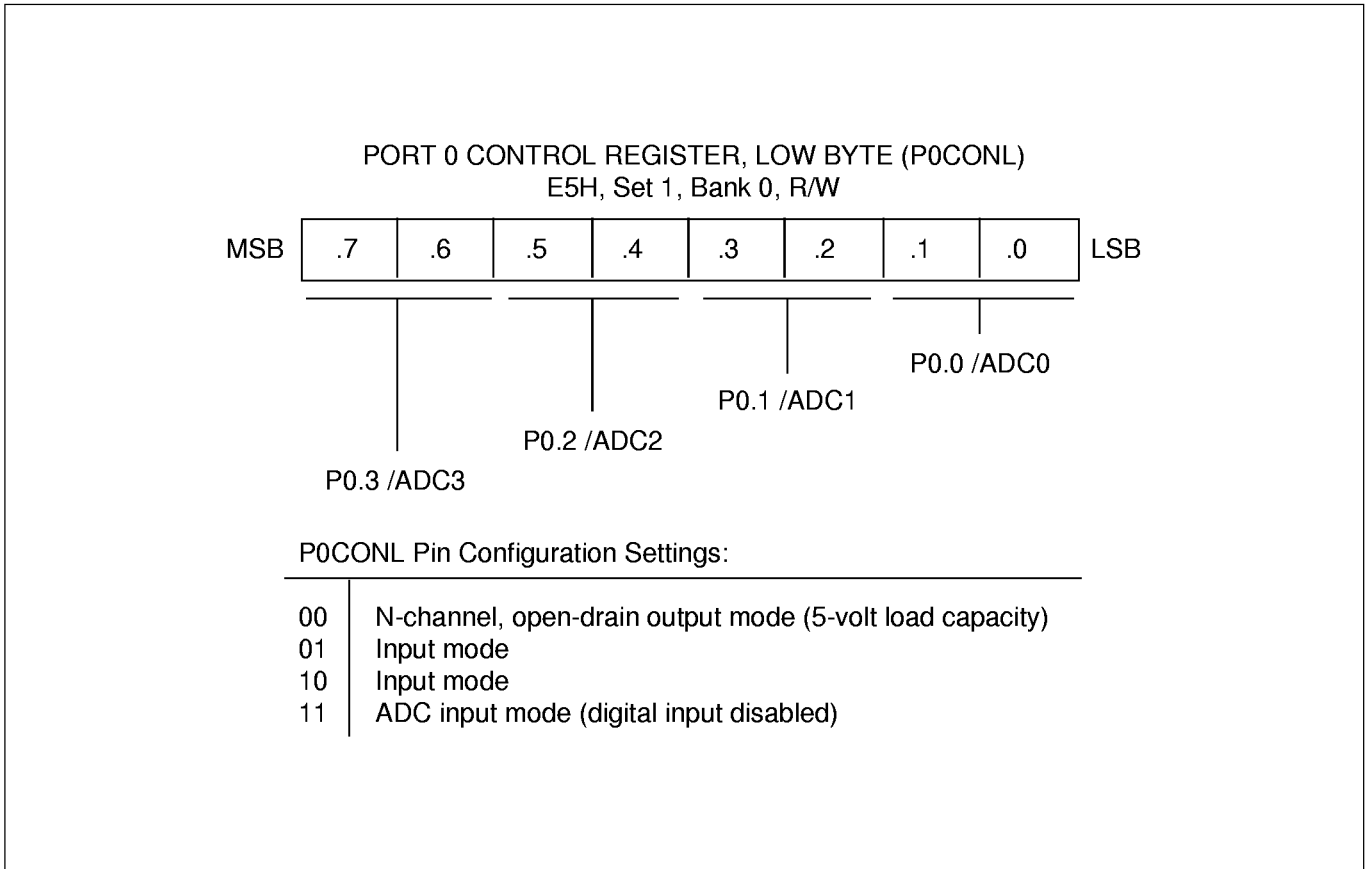 PORT 0 CONTROL REGISTER, LOW BYTE (P0CONL)
E5H, Set 1, Bank 0, R/W
MSB .7 .6 .5 .4 .3 .2 .1 .0 LSB
P0.0 /ADC0
P0.1 /ADC1
P0.2 /ADC2
P0.3 /ADC3
P0CONL Pin Configuration Settings:
00 N-channel, open-drain output mode (5-volt load capacity)
01 Input mode
10 Input mode
11 ADC input mode (digital input disabled)